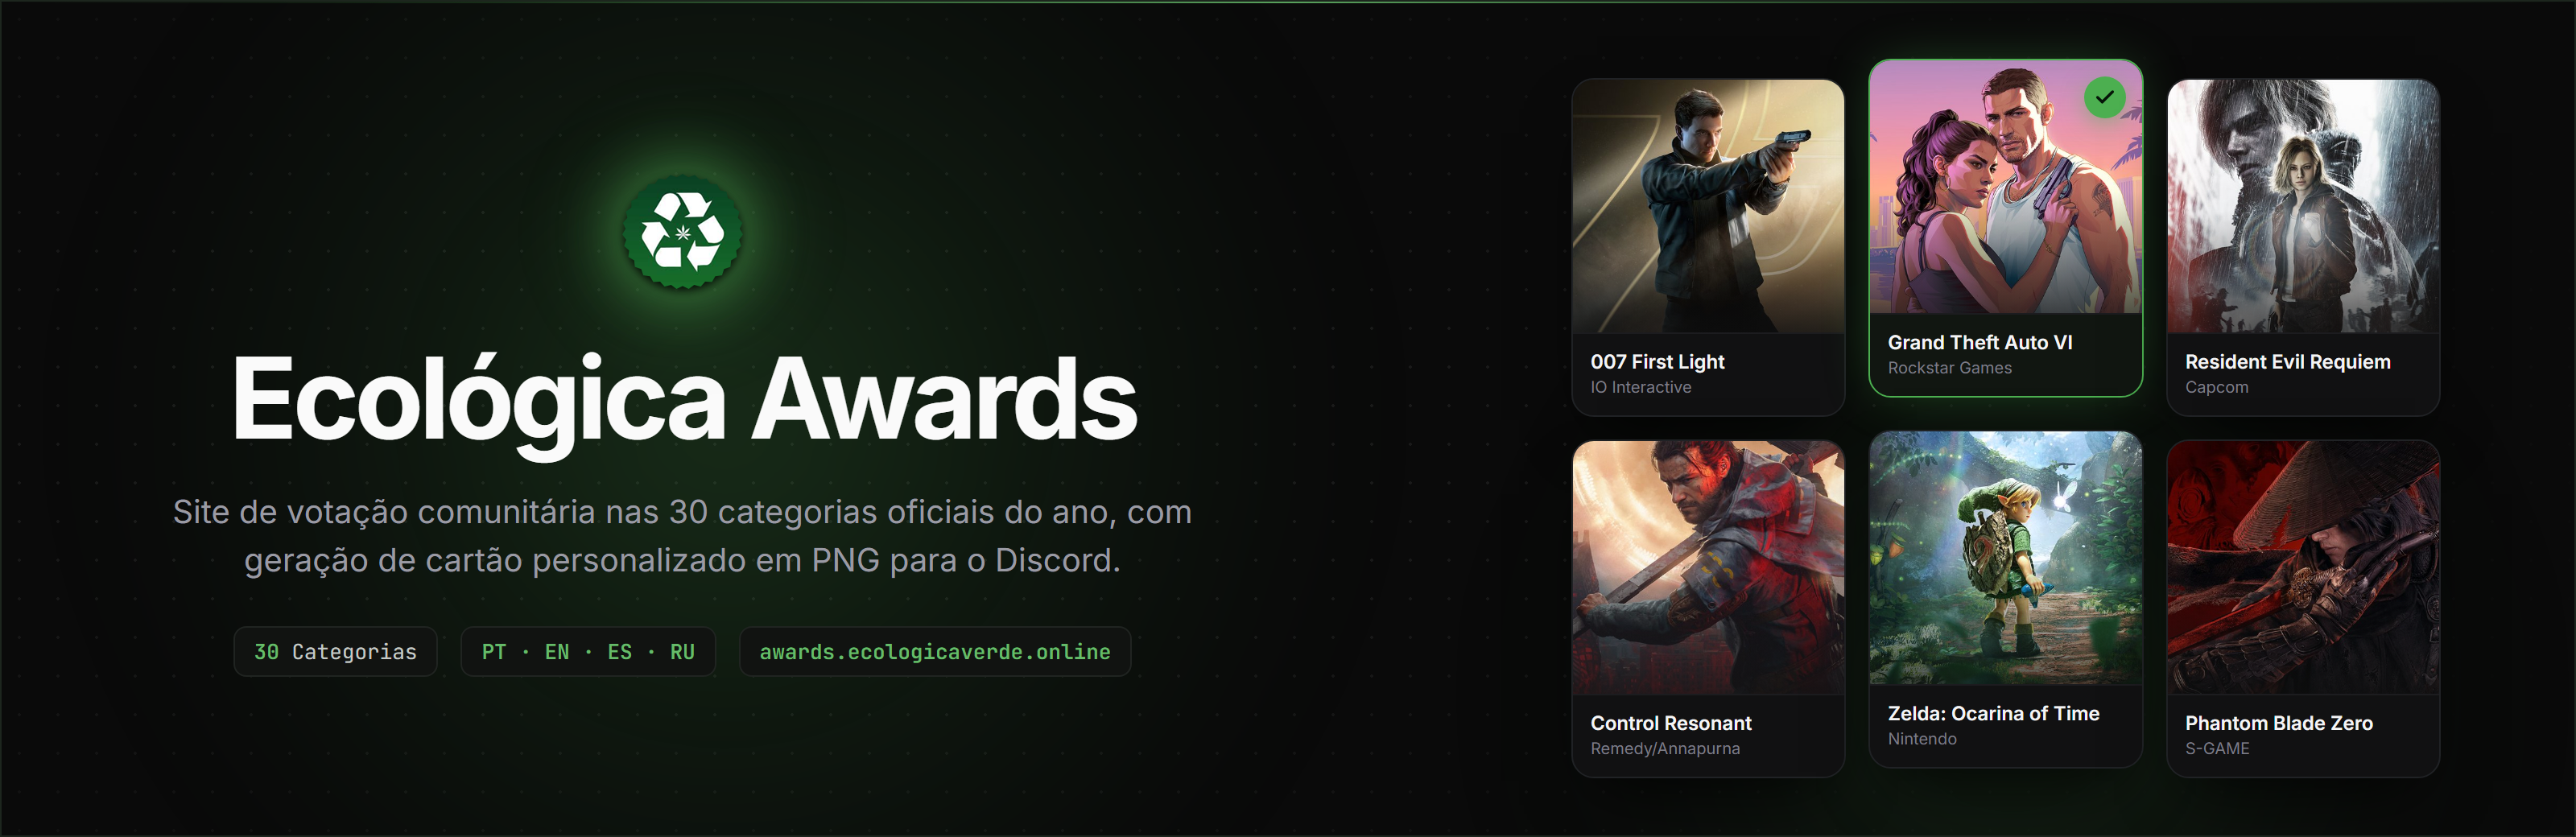 Ecológica Awards
Site de votação comunitária nas 30 categorias oficiais do ano, com
geração de cartão personalizado em PNG para o Discord.
30 Categorias
PT · EN · ES · RU
awards.ecologicaverde.online
007 First Light
IO Interactive
Grand Theft Auto VI
Rockstar Games
Resident Evil Requiem
Capcom
Control Resonant
Remedy/Annapurna
Zelda: Ocarina of Time
Nintendo
Phantom Blade Zero
S-GAME